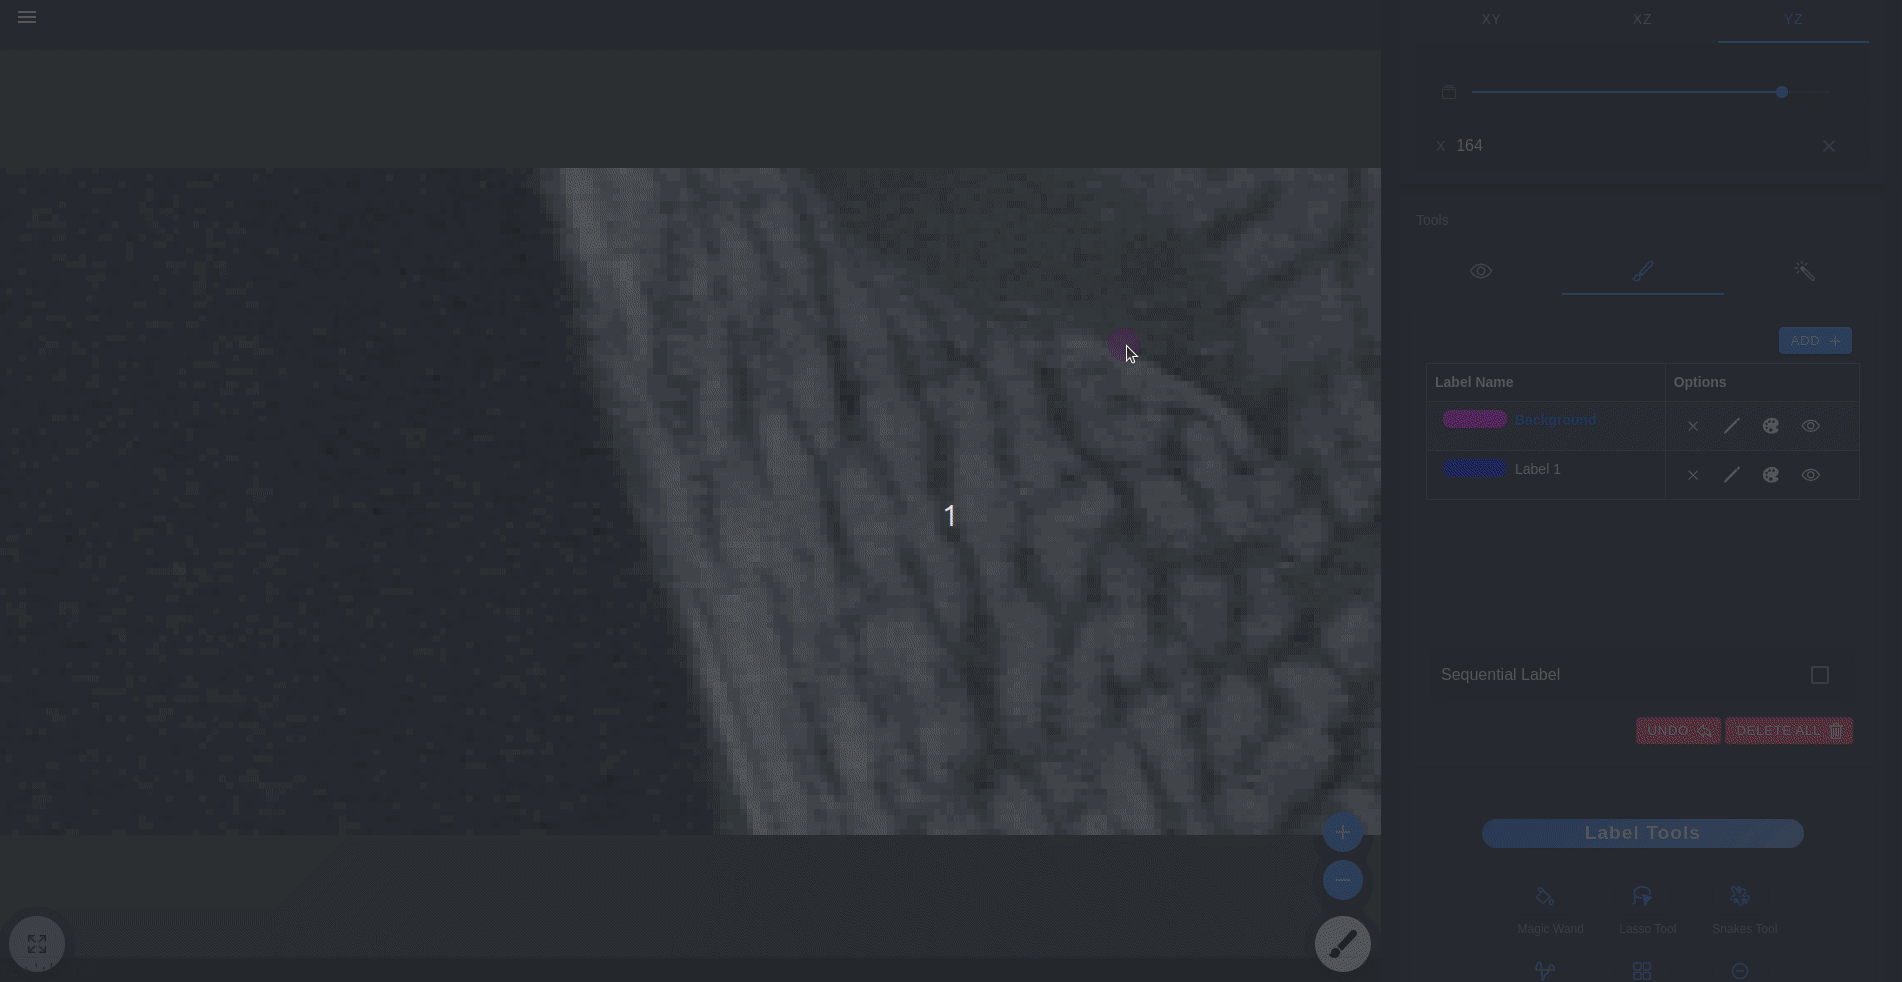 XY XZ YZ
X 164
Tools
ADD
Label Name Options
Background
Label 1
1
Sequential Label
UNDO DELETE ALL
Label Tools
Magic Wand Lasso Tool Snakes Tool